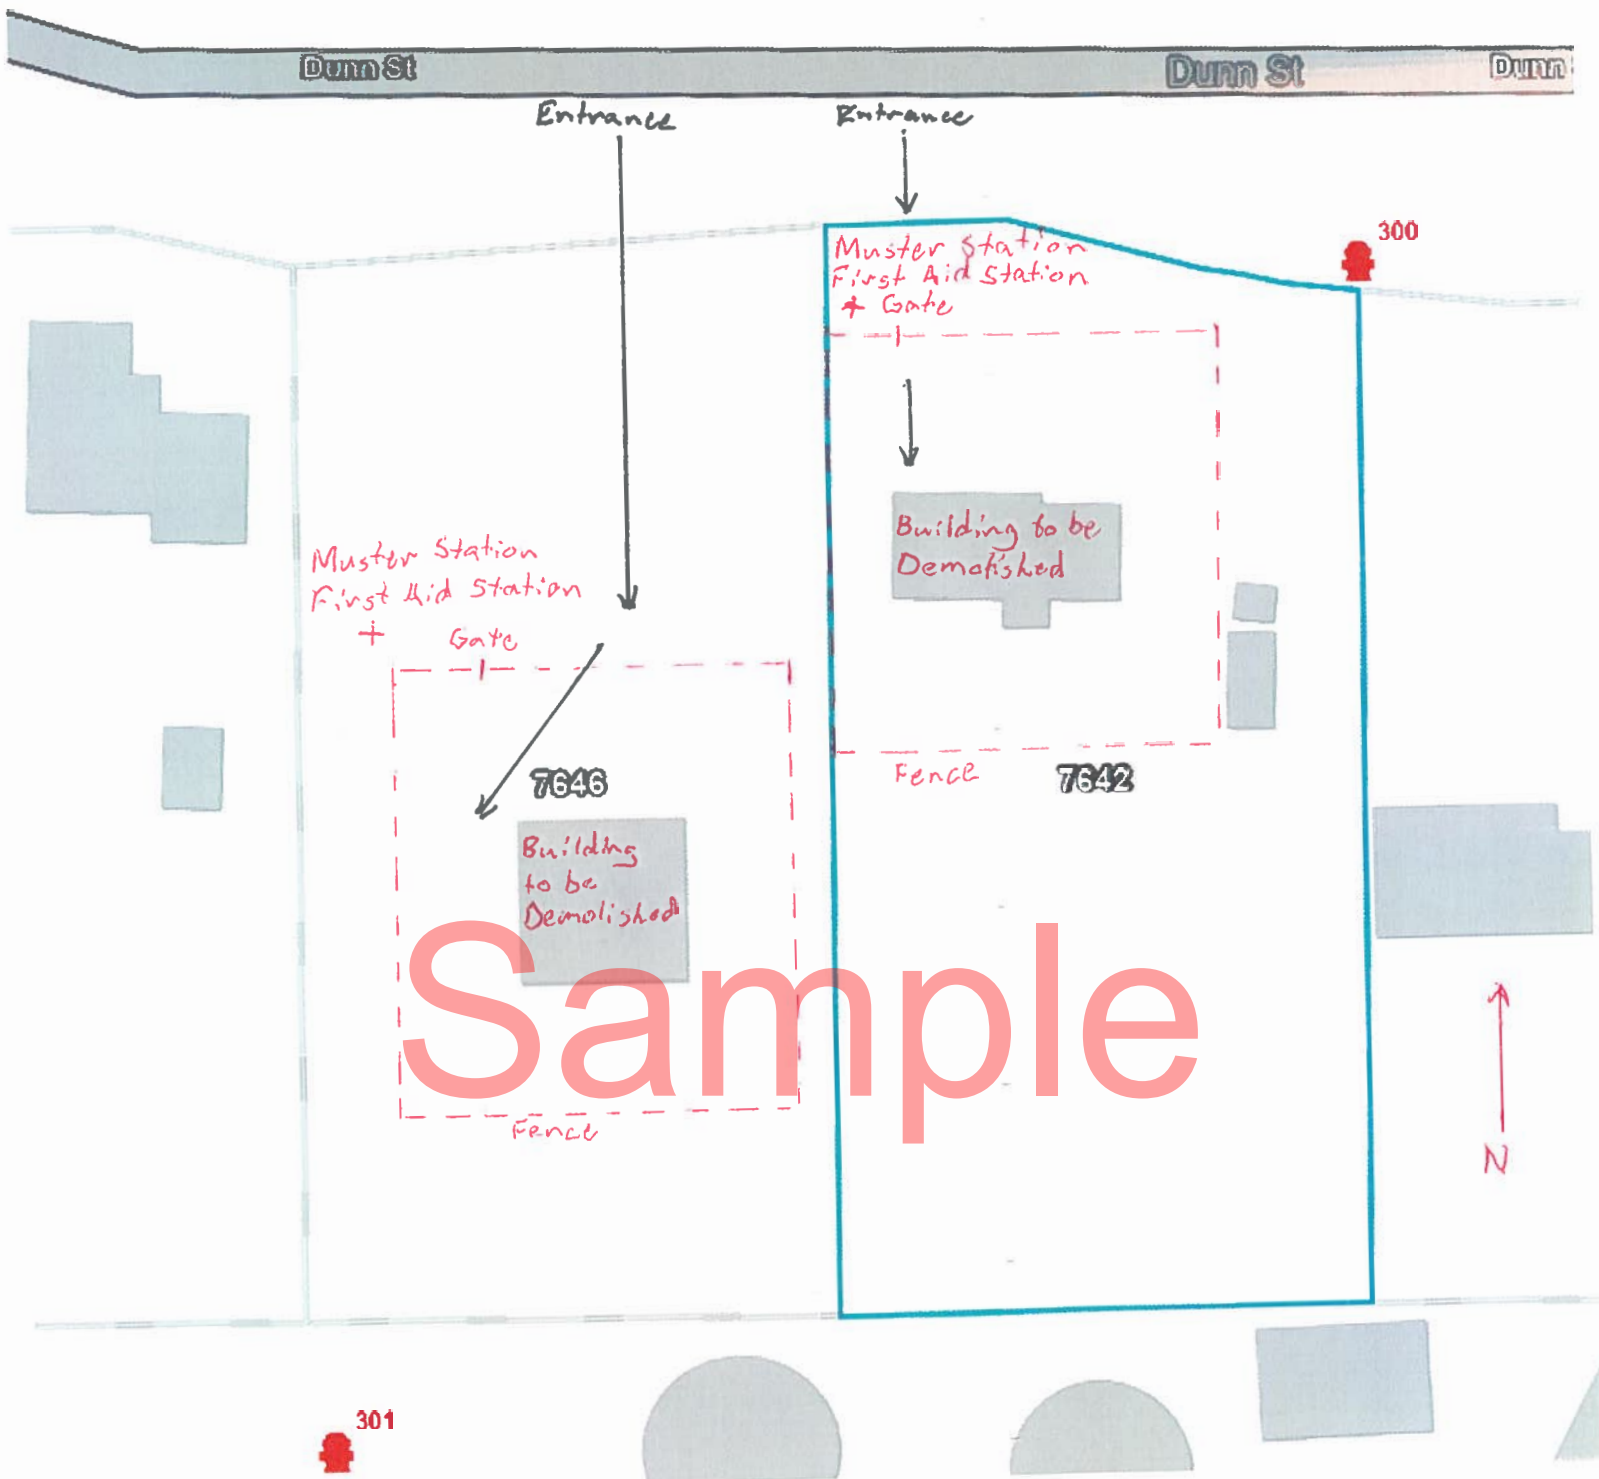 Dunn St
Dunn St
Dunn
Entrance
Entrance
300
Muster Station
First Aid Station
+ Gate
Building to be
Demolished
Muster Station
First Aid Station
+
Gate
Fence
7642
7646
Building
to be
Demolished
Sample
Fence
N
301